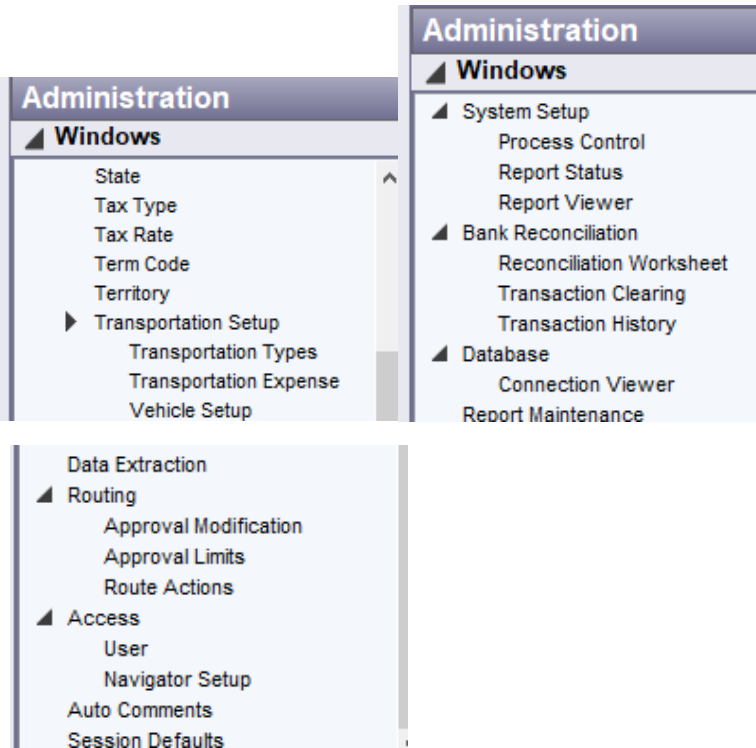 Administration
Windows
State
Tax Type
Tax Rate
Term Code
Territory
Transportation Setup
Transportation Types
Transportation Expense
Vehicle Setup
Administration
Windows
System Setup
Process Control
Report Status
Report Viewer
Bank Reconciliation
Reconciliation Worksheet
Transaction Clearing
Transaction History
Database
Connection Viewer
Report Maintenance
Data Extraction
Routing
Approval Modification
Approval Limits
Route Actions
Access
User
Navigator Setup
Auto Comments
Session Defaults